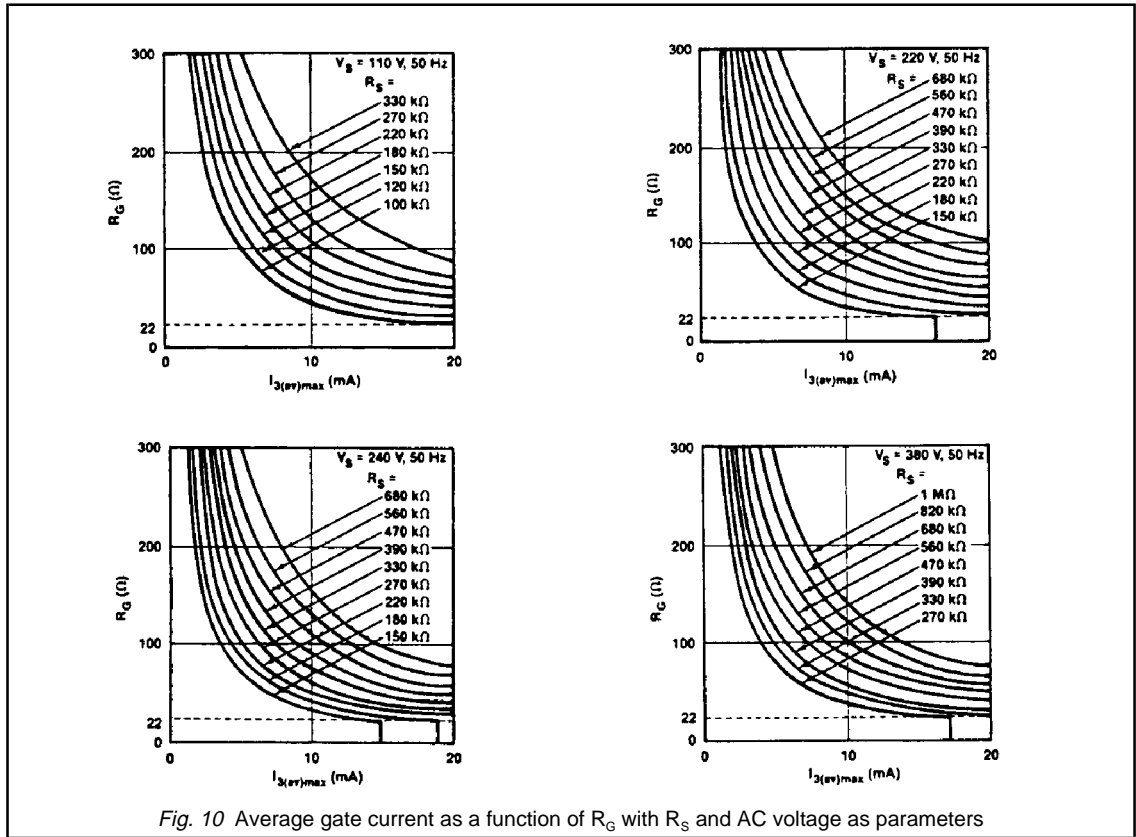 300
200
100
22
0
R_G (Ω)
V_S = 110 V, 50 Hz
R_S =
330 kΩ
270 kΩ
220 kΩ
180 kΩ
150 kΩ
120 kΩ
100 kΩ
0 10 20
I_3(av)max (mA)
300
200
100
22
0
R_G (Ω)
V_S = 220 V, 50 Hz
R_S =
680 kΩ
560 kΩ
470 kΩ
390 kΩ
330 kΩ
270 kΩ
220 kΩ
180 kΩ
150 kΩ
0 10 20
I_3(av)max (mA)
300
200
100
22
0
R_G (Ω)
V_S = 240 V, 50 Hz
R_S =
680 kΩ
560 kΩ
470 kΩ
390 kΩ
330 kΩ
270 kΩ
220 kΩ
180 kΩ
150 kΩ
0 10 20
I_3(av)max (mA)
300
200
100
22
0
R_G (Ω)
V_S = 380 V, 50 Hz
R_S =
1 MΩ
820 kΩ
680 kΩ
560 kΩ
470 kΩ
390 kΩ
330 kΩ
270 kΩ
0 10 20
I_3(av)max (mA)
Fig. 10 Average gate current as a function of R_G with R_S and AC voltage as parameters